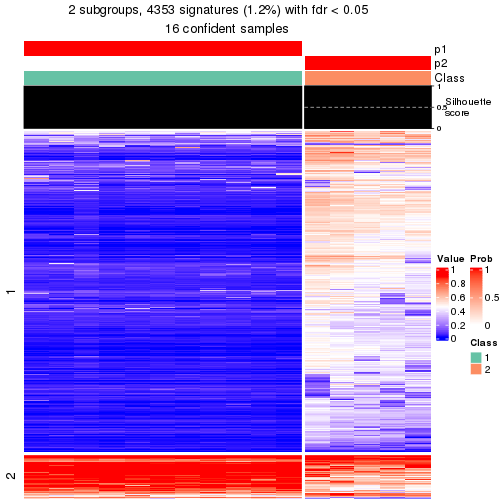 2 subgroups, 4353 signatures (1.2%) with fdr < 0.05
16 confident samples
p1
p2
Class
1
0.5
0
Silhouette
score
1
2
Value
1
0.8
0.6
0.4
0.2
0
Prob
1
0.5
0
Class
1
2